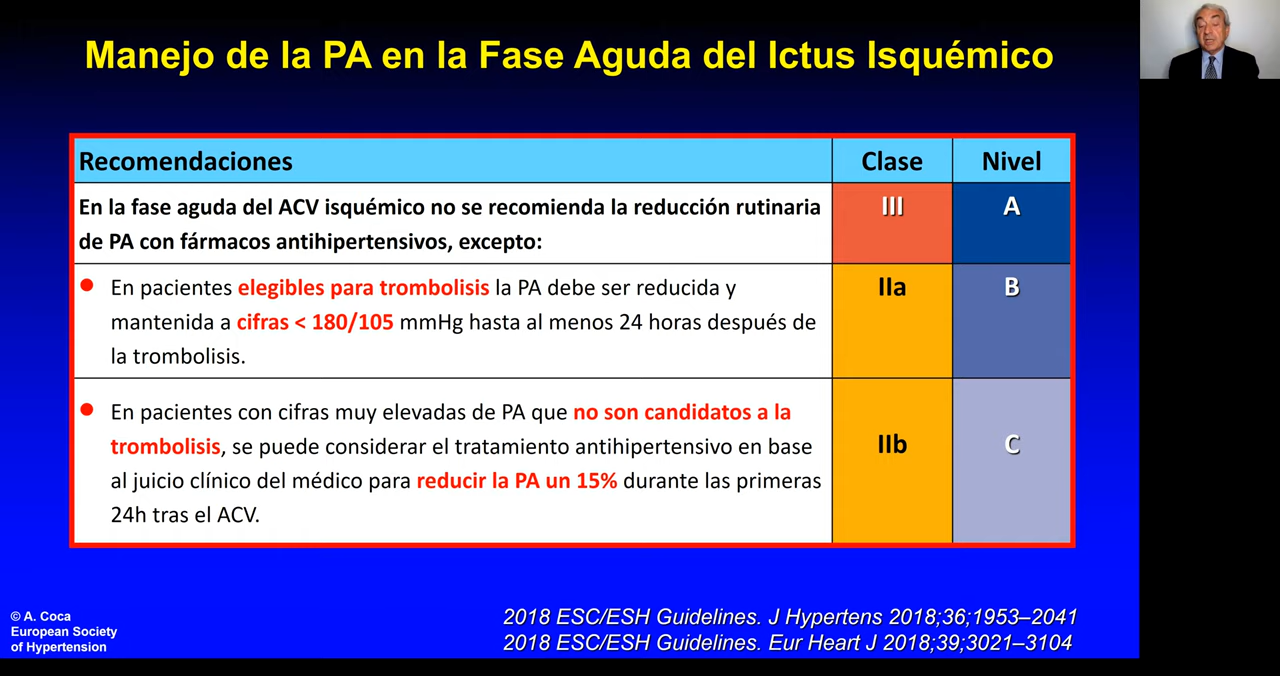 Manejo de la PA en la Fase Aguda del Ictus Isquémico
Recomendaciones Clase Nivel
En la fase aguda del ACV isquémico no se recomienda la reducción rutinaria
de PA con fármacos antihipertensivos, excepto:
III A
● En pacientes elegibles para trombolisis la PA debe ser reducida y
mantenida a cifras < 180/105 mmHg hasta al menos 24 horas después de
la trombolisis.
IIa B
● En pacientes con cifras muy elevadas de PA que no son candidatos a la
trombolisis, se puede considerar el tratamiento antihipertensivo en base
al juicio clínico del médico para reducir la PA un 15% durante las primeras
24h tras el ACV.
IIb C
© A. Coca
European Society
of Hypertension
2018 ESC/ESH Guidelines. J Hypertens 2018;36;1953–2041
2018 ESC/ESH Guidelines. Eur Heart J 2018;39;3021–3104